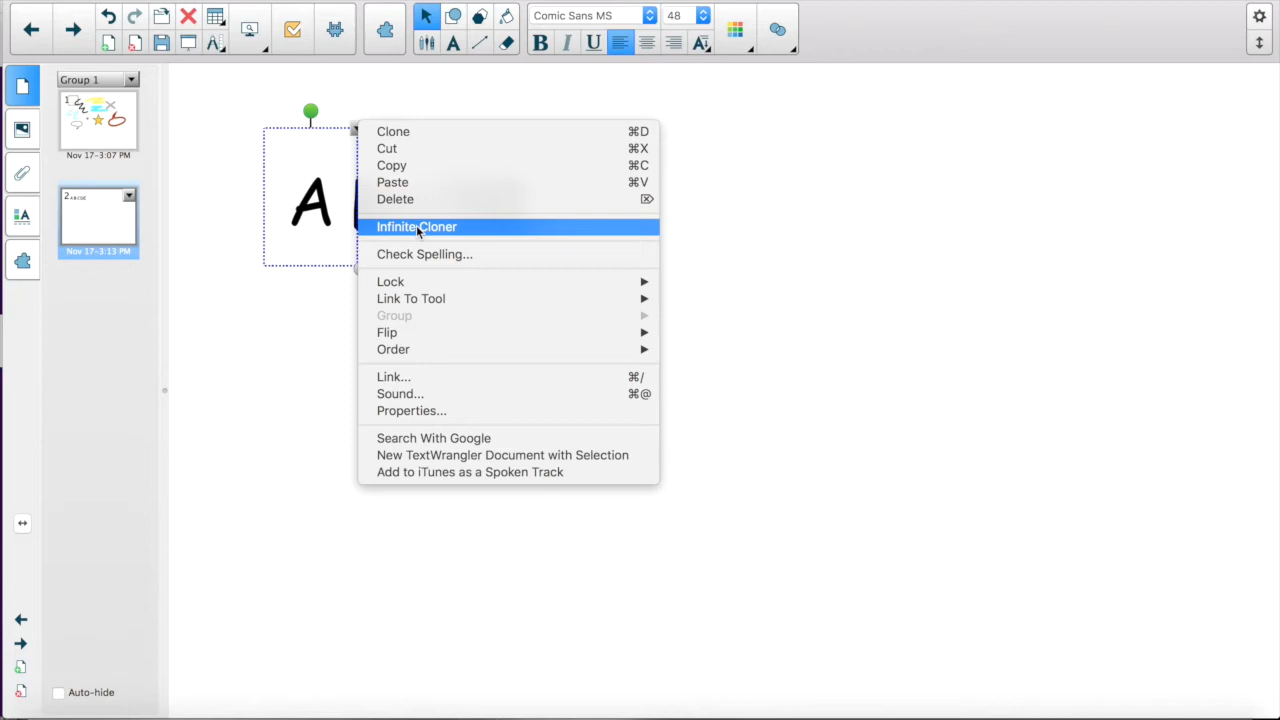 Comic Sans MS 48
B I U
Group 1
1
Nov 17-3:07 PM
2 A B C D E
Nov 17-3:13 PM
Auto-hide
A
Clone ⌘D
Cut ⌘X
Copy ⌘C
Paste ⌘V
Delete ⌦
Infinite Cloner
Check Spelling...
Lock
Link To Tool
Group
Flip
Order
Link... ⌘/
Sound... ⌘@
Properties...
Search With Google
New TextWrangler Document with Selection
Add to iTunes as a Spoken Track